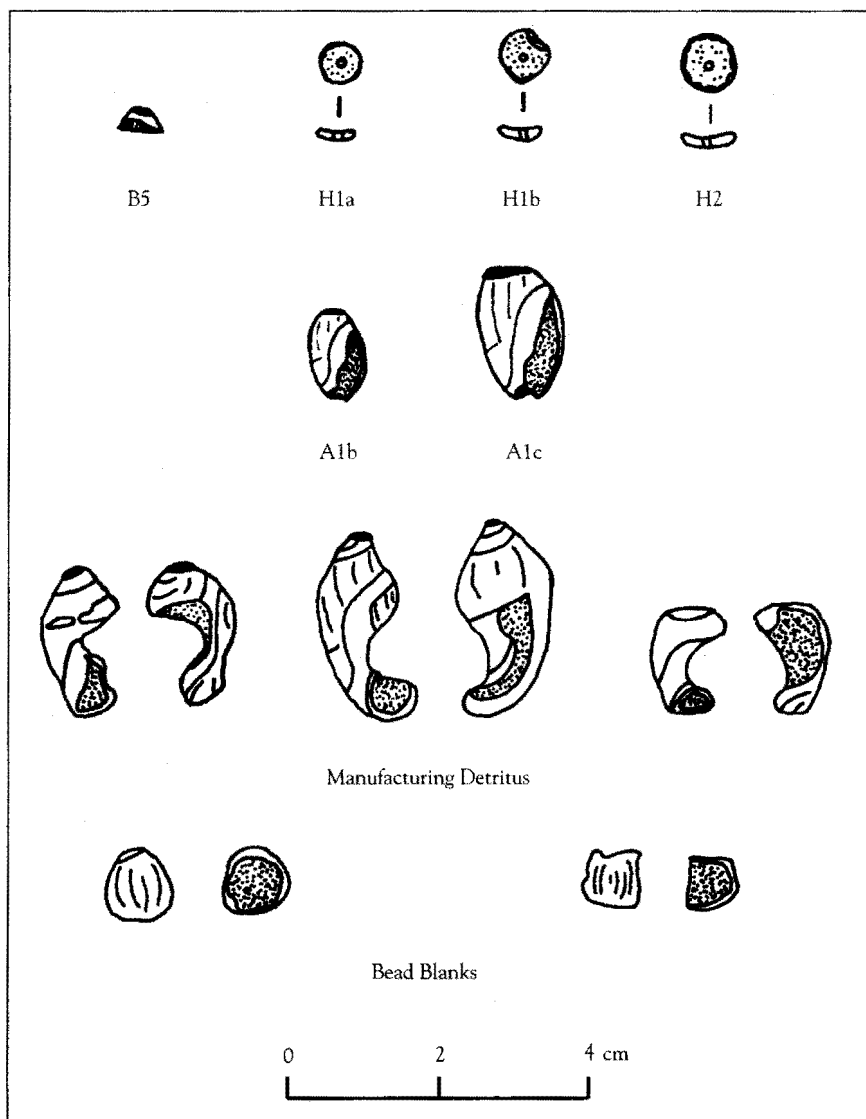 B5 H1a H1b H2
A1b A1c
Manufacturing Detritus
Bead Blanks
0 2 4 cm